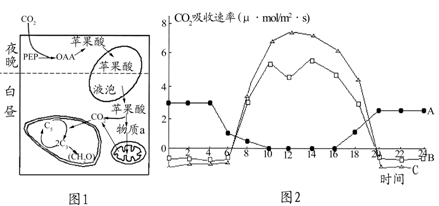 CO₂
夜晚
PEP OAA
苹果酸
苹果酸
液泡
白昼
苹果酸
CO₂
物质a
C₅
2C₃
(CH₂O)
图1
CO₂吸收速率(μ·mol/m²·s)
8
6
4
2
0
0 2 4 6 8 10 12 14 16 18 20 22 24
时间
A
B
C
图2